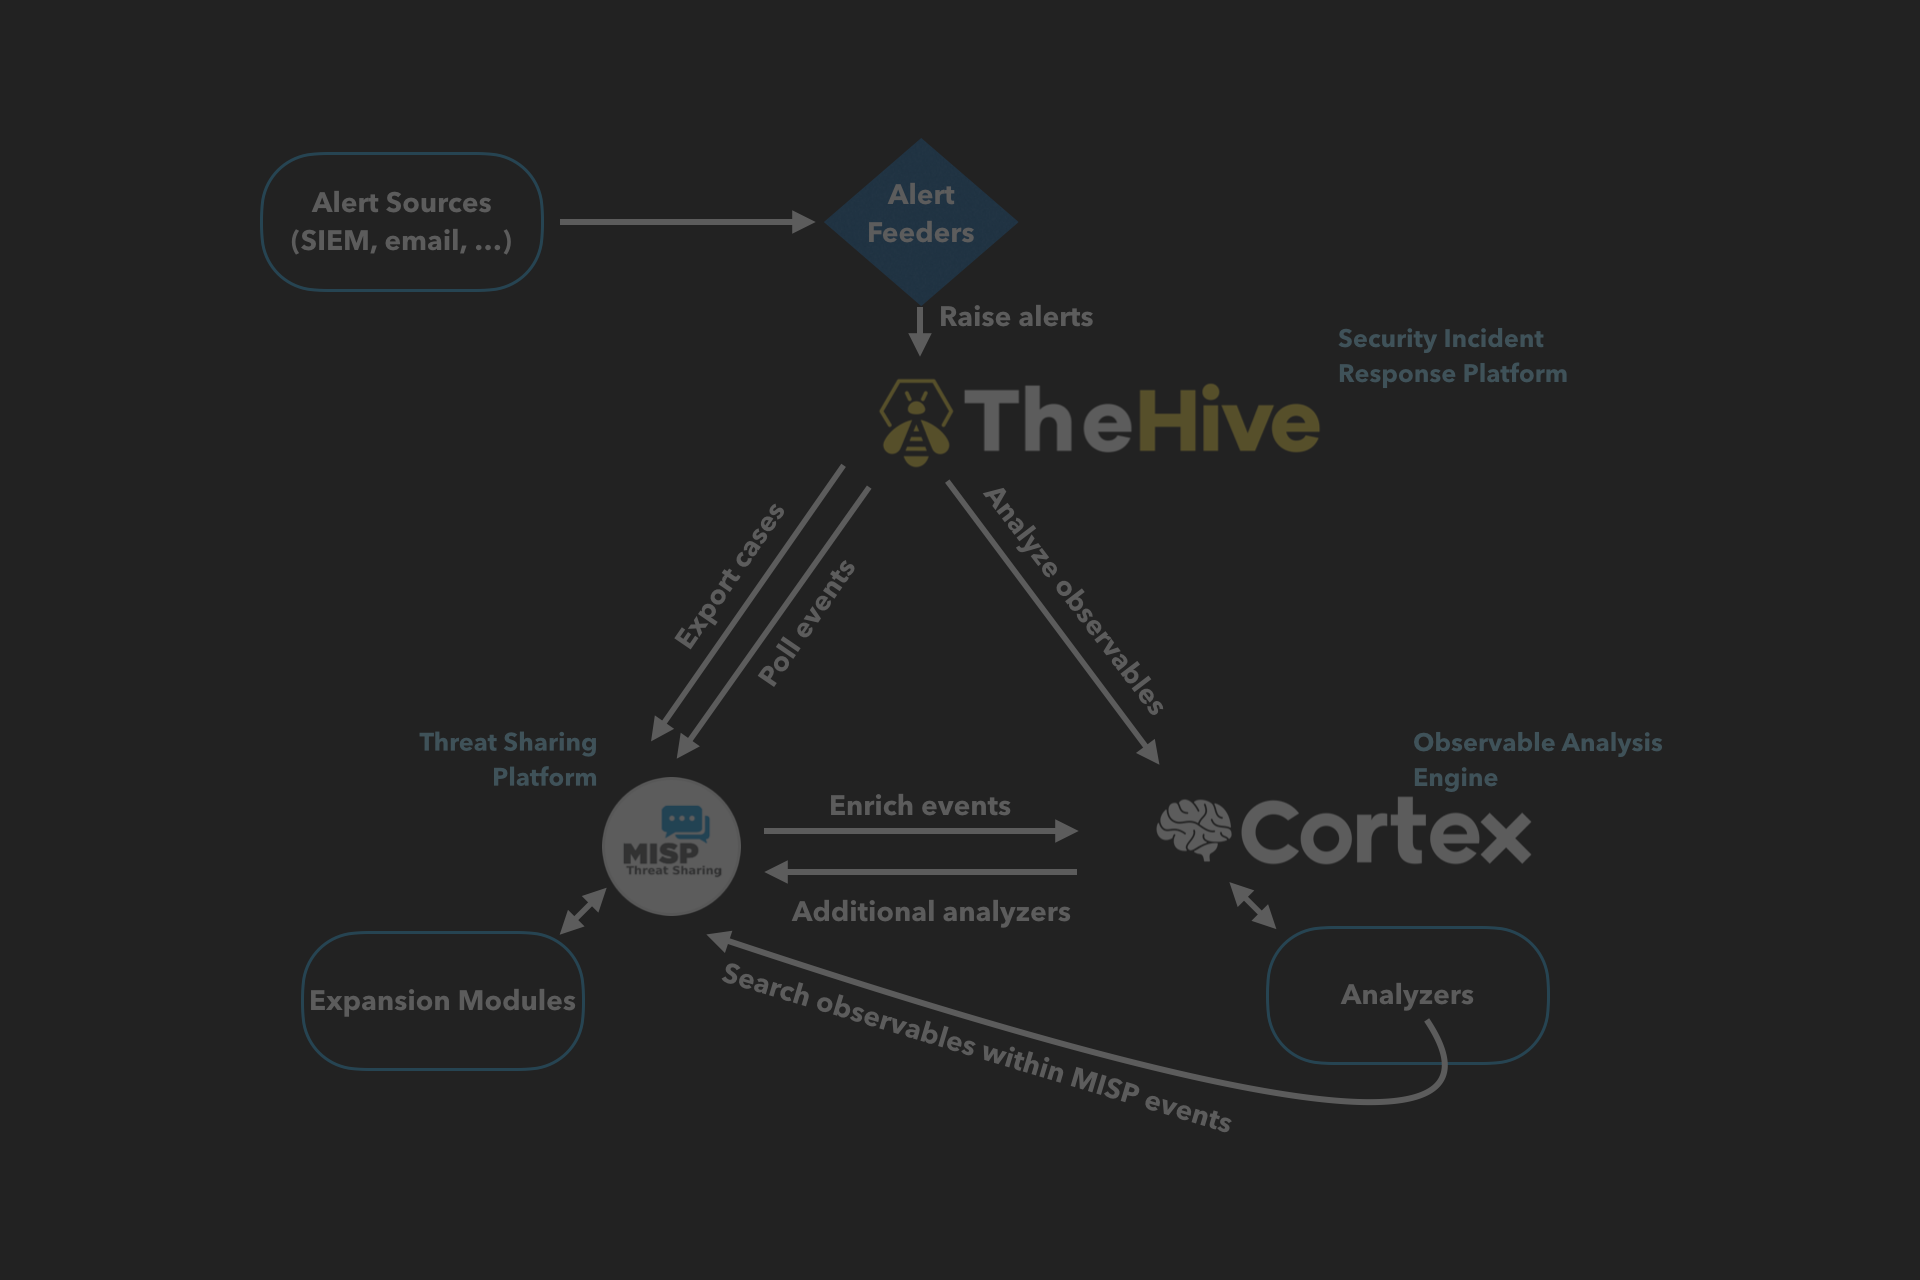 Alert Sources
(SIEM, email, ...)
Alert
Feeders
Raise alerts
Security Incident
Response Platform
TheHive
Export cases
Poll events
Analyze observables
Threat Sharing
Platform
Observable Analysis
Engine
MISP
Threat Sharing
Enrich events
Cortex
Additional analyzers
Expansion Modules
Search observables within MISP events
Analyzers